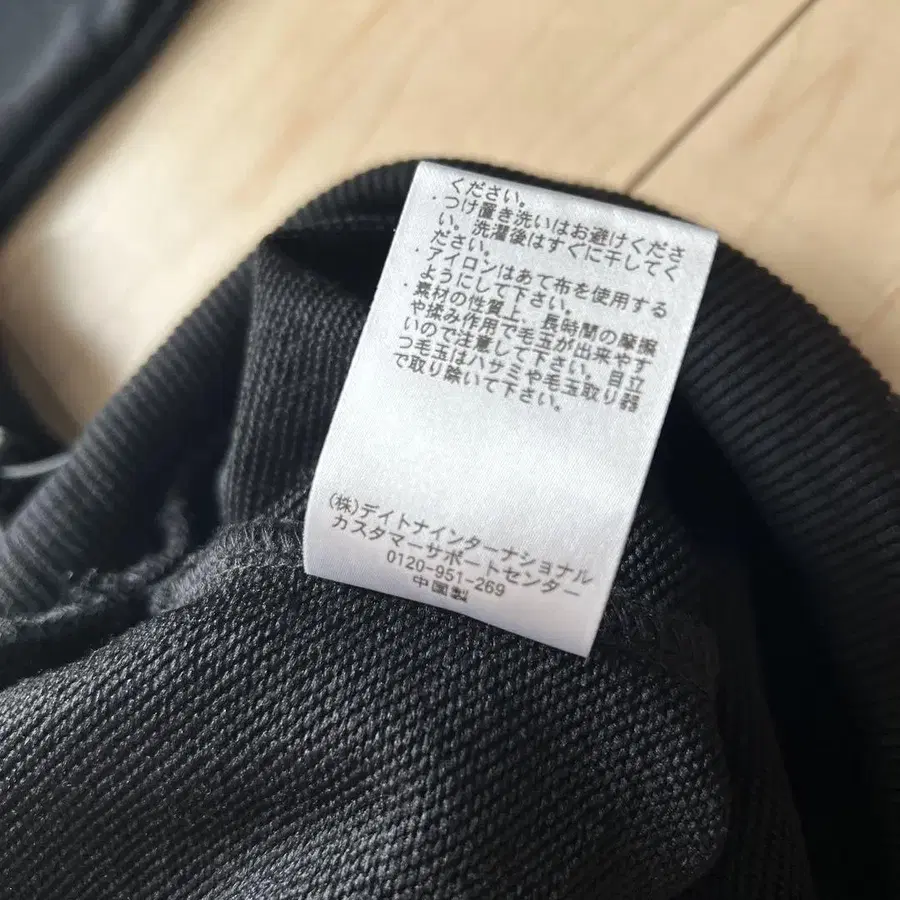 ください。
・つけ置き洗いはお避けくださ
い。洗濯後はすぐに干してく
ださい。
・アイロンはあて布を使用する
ようにして下さい。
・素材の性質上、長時間の摩擦
や揉み作用で毛玉が出来やす
いので注意して下さい。目立
つ毛玉はハサミや毛玉取り器
で取り除いて下さい。
(株)デイトナインターナショナル
カスタマーサポートセンター
0120-951-269
中国製